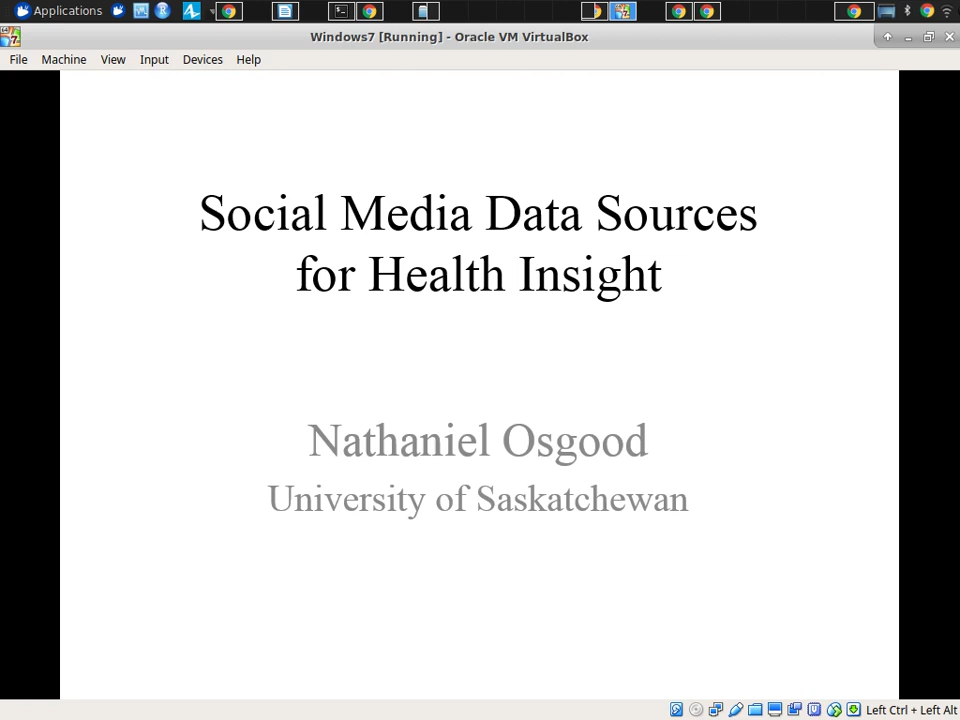 Applications
Windows7 [Running] - Oracle VM VirtualBox
File Machine View Input Devices Help
Social Media Data Sources
for Health Insight
Nathaniel Osgood
University of Saskatchewan
Left Ctrl + Left Alt